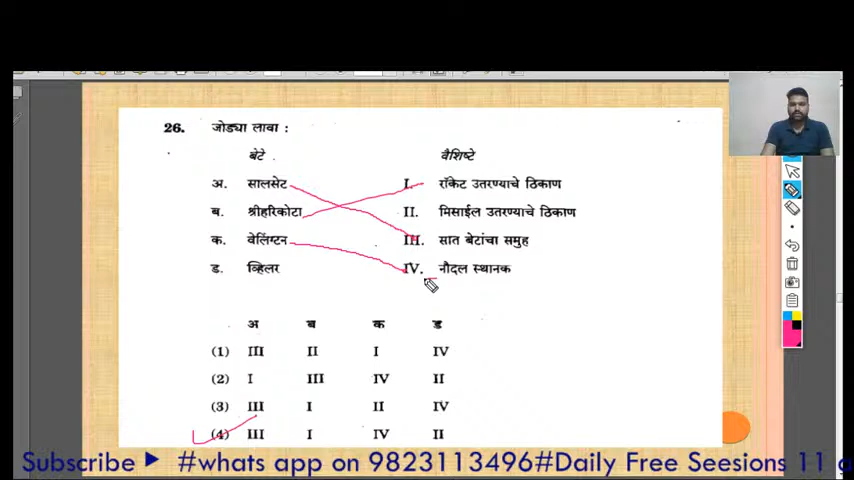 26. जोड्या लावा :
बेटे वैशिष्टे
अ. सालसेट I. रॉकेट उतरण्याचे ठिकाण
ब. श्रीहरिकोटा II. मिसाईल उतरण्याचे ठिकाण
क. वेलिंग्टन III. सात बेटांचा समुह
ड. व्हिलर IV. नौदल स्थानक
अ ब क ड
(1) III II I IV
(2) I III IV II
(3) III I II IV
(4) III I IV II
Subscribe #whats app on 9823113496#Daily Free Seesions 11